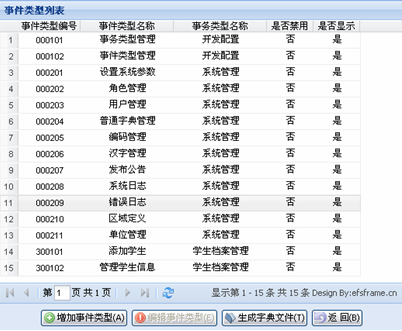 事件类型列表
事件类型编号 事件类型名称 事务类型名称 是否禁用 是否显示
1 000101 事务类型管理 开发配置 否 是
2 000102 事件类型管理 开发配置 否 是
3 000201 设置系统参数 系统管理 否 是
4 000202 角色管理 系统管理 否 是
5 000203 用户管理 系统管理 否 是
6 000204 普通字典管理 系统管理 否 是
7 000205 编码管理 系统管理 否 是
8 000206 汉字管理 系统管理 否 是
9 000207 发布公告 系统管理 否 是
10 000208 系统日志 系统管理 否 是
11 000209 错误日志 系统管理 否 是
12 000210 区域定义 系统管理 否 是
13 000211 单位管理 系统管理 否 是
14 300101 添加学生 学生档案管理 否 是
15 300102 管理学生信息 学生档案管理 否 是
第 1 页 共 1 页 显示第 1 - 15 条 共 15 条 Design By:efsframe.cn
增加事件类型(A) 编辑事件类型(E) 生成字典文件(T) 返 回(B)